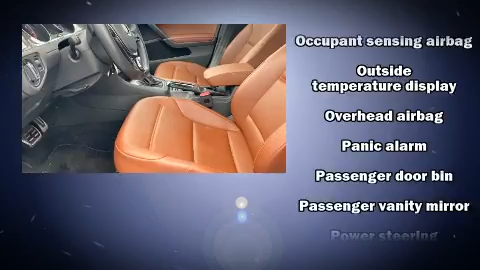 Occupant sensing airbag
Outside
temperature display
Overhead airbag
Panic alarm
Passenger door bin
Passenger vanity mirror
Power steering